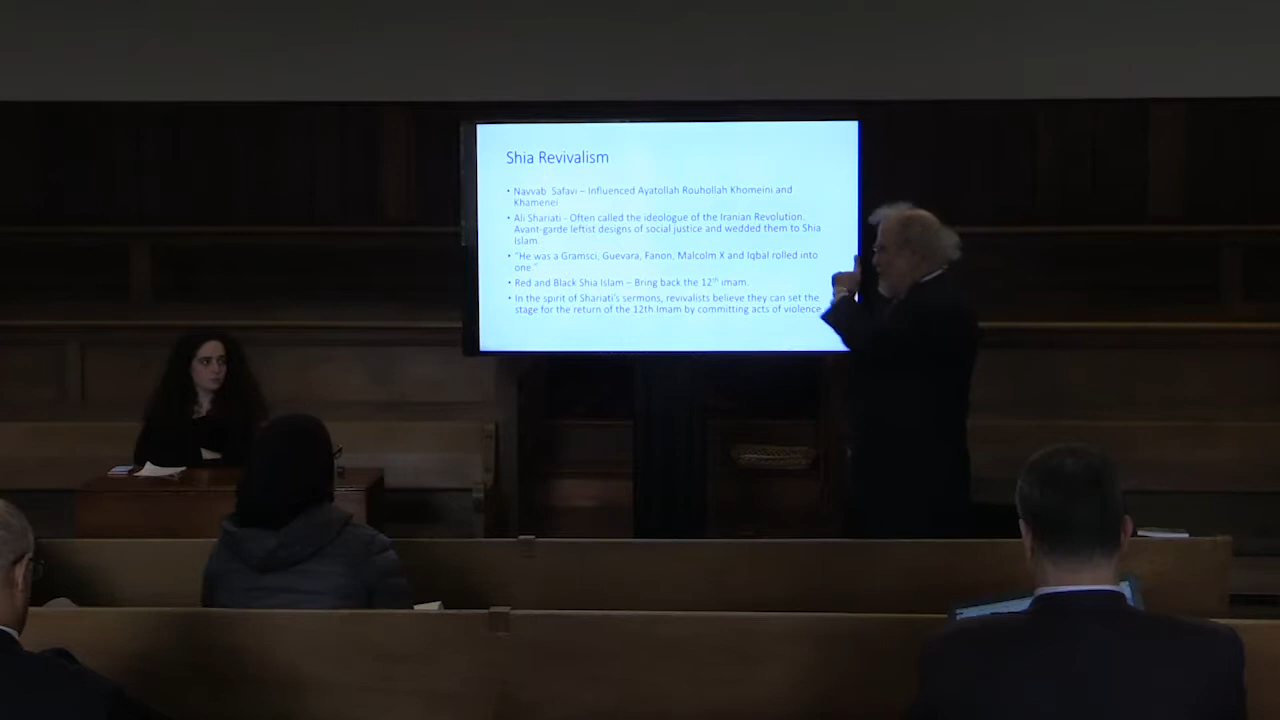 Shia Revivalism
• Navvab Safavi – Influenced Ayatollah Rouhollah Khomeini and
Khamenei
• Ali Shariati - Often called the ideologue of the Iranian Revolution.
Avant-garde leftist designs of social justice and wedded them to Shia
Islam.
• "He was a Gramsci, Guevara, Fanon, Malcolm X and Iqbal rolled into
one."
• Red and Black Shia Islam – Bring back the 12th imam.
• In the spirit of Shariati's sermons, revivalists believe they can set the
stage for the return of the 12th Imam by committing acts of violence